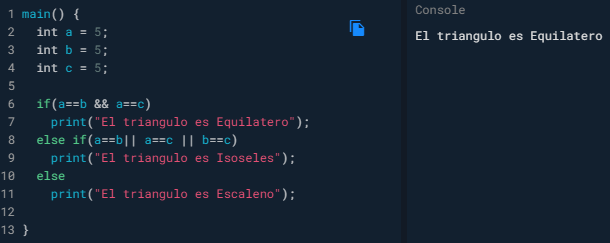 1 main() {
2 int a = 5;
3 int b = 5;
4 int c = 5;
5
6 if(a==b && a==c)
7 print("El triangulo es Equilatero");
8 else if(a==b|| a==c || b==c)
9 print("El triangulo es Isoseles");
10 else
11 print("El triangulo es Escaleno");
12
13 }
Console
El triangulo es Equilatero